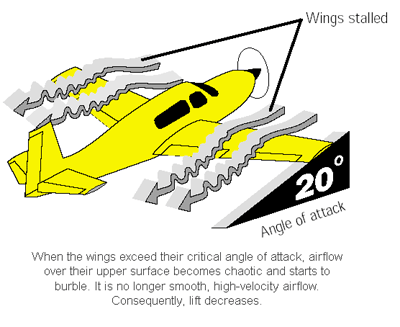 Wings stalled
20°
Angle of attack
When the wings exceed their critical angle of attack, airflow
over their upper surface becomes chaotic and starts to
burble. It is no longer smooth, high-velocity airflow.
Consequently, lift decreases.